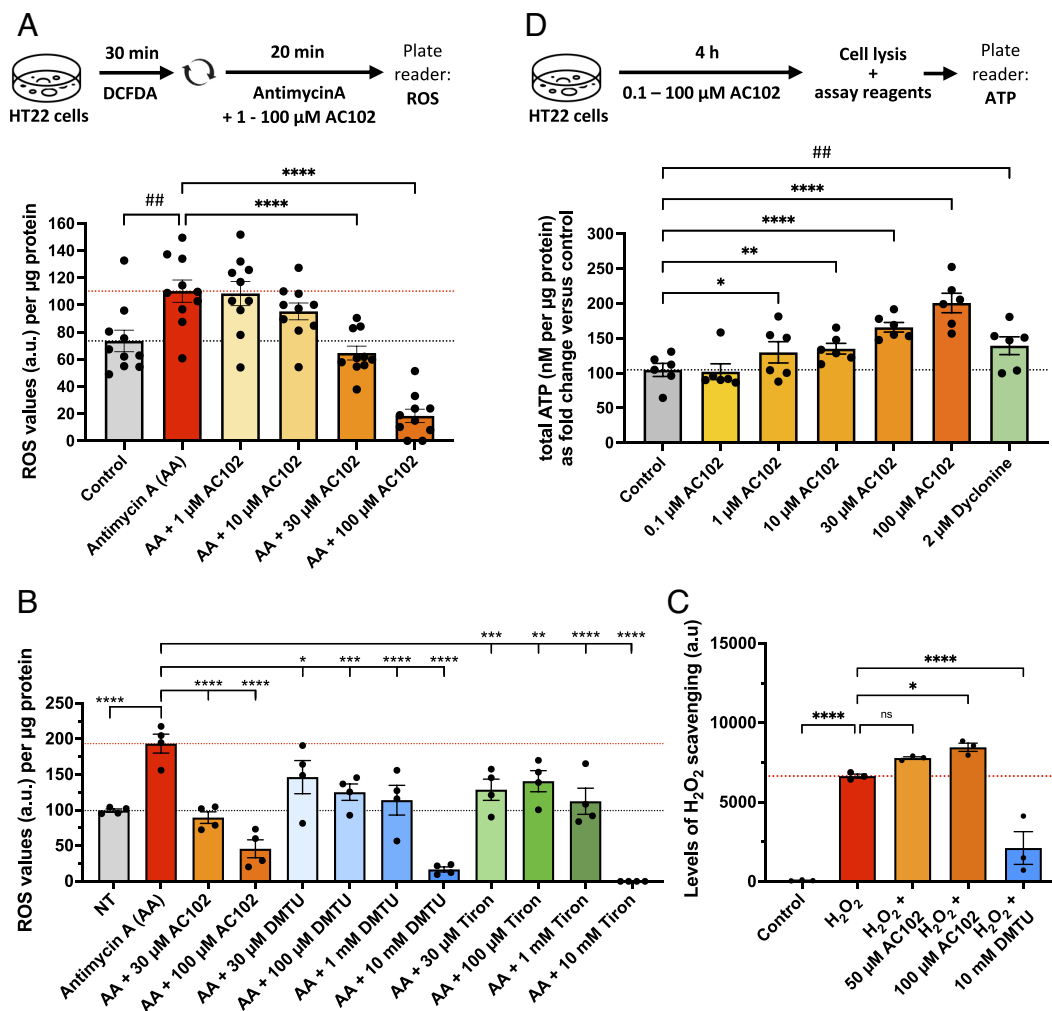 A
30 min
DCFDA
HT22 cells
20 min
AntimycinA
+ 1 - 100 µM AC102
Plate
reader:
ROS
ROS values (a.u.) per µg protein
160
140
120
100
80
60
40
20
0
##
****
****
Control
Antimycin A (AA)
AA + 1 µM AC102
AA + 10 µM AC102
AA + 30 µM AC102
AA + 100 µM AC102
D
4 h
0.1 – 100 µM AC102
HT22 cells
Cell lysis
+
assay reagents
Plate
reader:
ATP
total ATP (nM per µg protein)
as fold change versus control
300
250
200
150
100
50
0
##
****
****
**
*
Control
0.1 µM AC102
1 µM AC102
10 µM AC102
30 µM AC102
100 µM AC102
2 µM Dyclonine
B
ROS values (a.u.) per µg protein
250
200
150
100
50
0
****
****
****
*
***
****
****
***
**
****
****
NT
Antimycin A (AA)
AA + 30 µM AC102
AA + 100 µM AC102
AA + 30 µM DMTU
AA + 100 µM DMTU
AA + 1 mM DMTU
AA + 10 mM DMTU
AA + 30 µM Tiron
AA + 100 µM Tiron
AA + 1 mM Tiron
AA + 10 mM Tiron
C
Levels of H₂O₂ scavenging (a.u)
15000
10000
7500
5000
0
****
ns
*
****
Control
H₂O₂
H₂O₂ +
50 µM AC102
H₂O₂ +
100 µM AC102
H₂O₂ +
10 mM DMTU